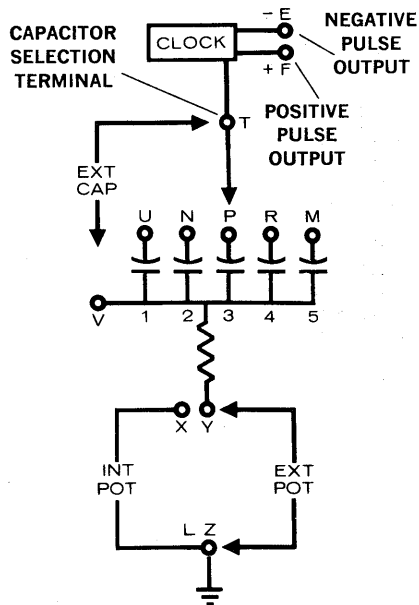 CAPACITOR
SELECTION
TERMINAL
CLOCK
- E
+ F
NEGATIVE
PULSE
OUTPUT
POSITIVE
PULSE
OUTPUT
T
EXT
CAP
U N P R M
V 1 2 3 4 5
X Y
INT
POT
EXT
POT
L Z